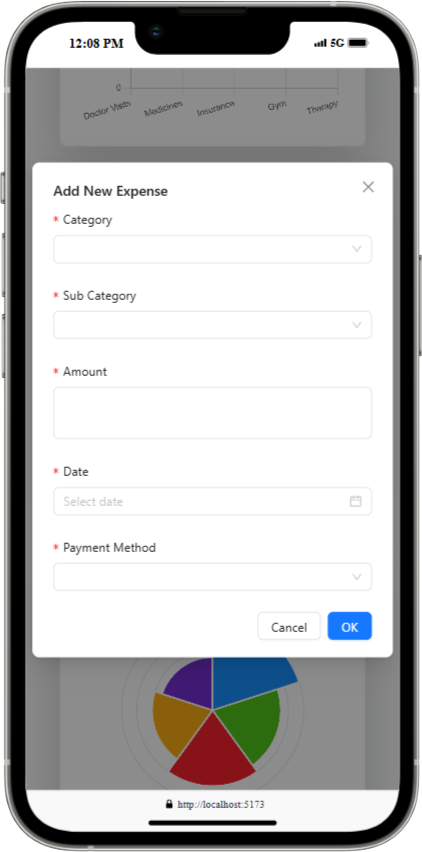 12:08 PM
5G
0
Doctor Visits
Medicines
Insurance
Gym
Therapy
Add New Expense
* Category
* Sub Category
* Amount
* Date
Select date
* Payment Method
Cancel
OK
http://localhost:5173